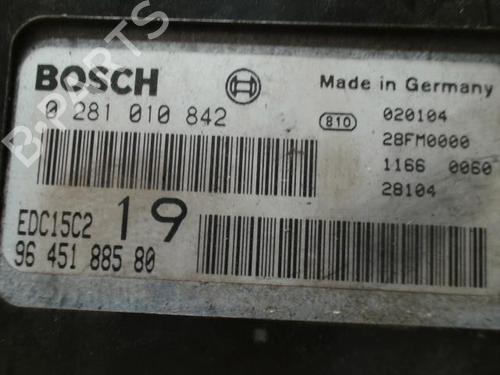 B-PARTS
BOSCH
Made in Germany
0 281 010 842
810
020104
28FM0000
1166 0060
28104
EDC15C2 19
96 451 885 80